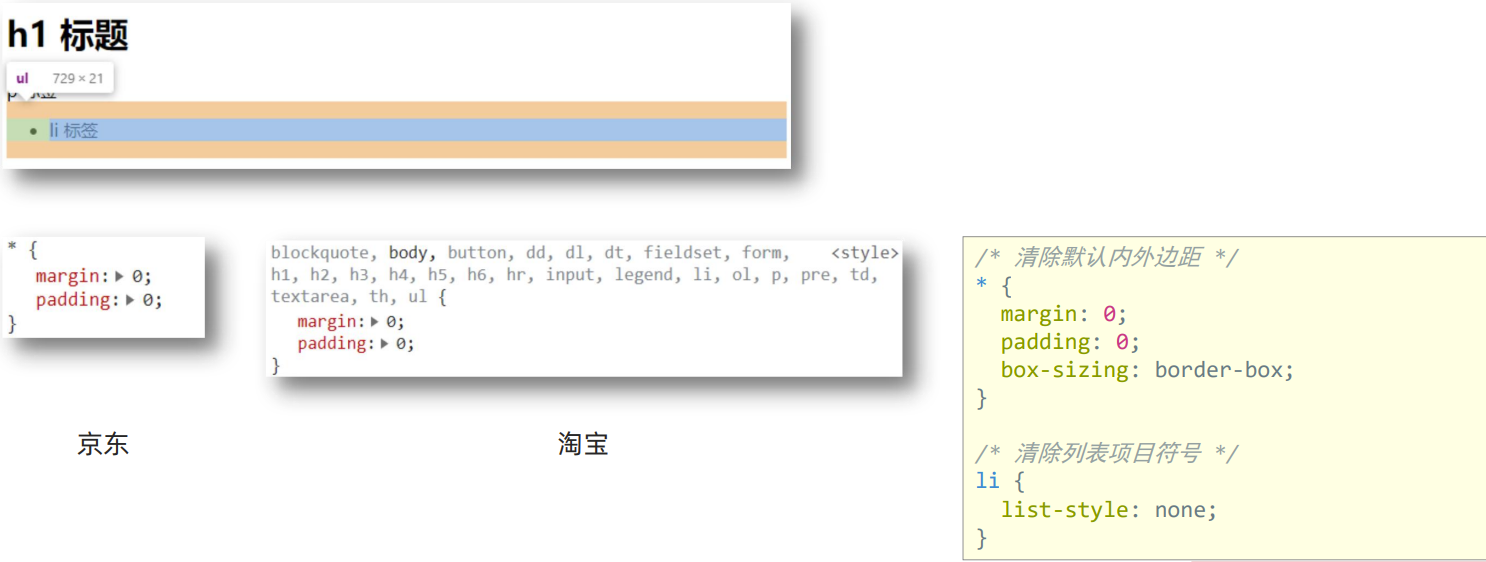 h1 标题
ul 729 × 21
p 标签
• li 标签
* {
margin:▶ 0;
padding:▶ 0;
}
京东
blockquote, body, button, dd, dl, dt, fieldset, form, <style>
h1, h2, h3, h4, h5, h6, hr, input, legend, li, ol, p, pre, td,
textarea, th, ul {
margin:▶ 0;
padding:▶ 0;
}
淘宝
/* 清除默认内外边距 */
* {
margin: 0;
padding: 0;
box-sizing: border-box;
}
/* 清除列表项目符号 */
li {
list-style: none;
}